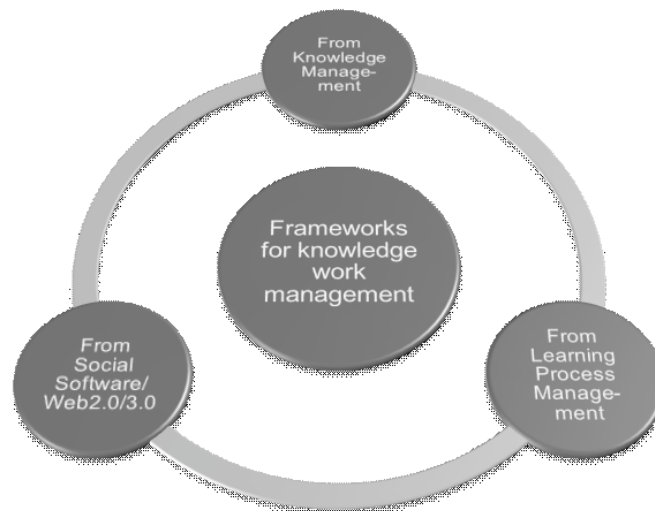 From
Knowledge
Manage-
ment
Frameworks
for knowledge
work
management
From
Social
Software/
Web2.0/3.0
From
Learning
Process
Manage-
ment